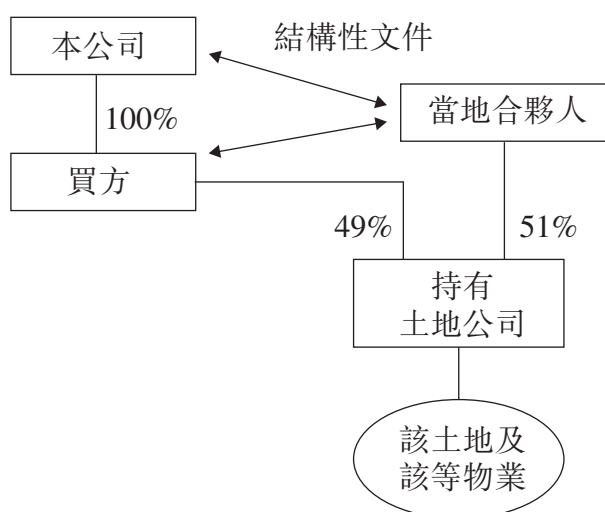 本公司
結構性文件
100%
當地合夥人
買方
49%
51%
持有
土地公司
該土地及
該等物業